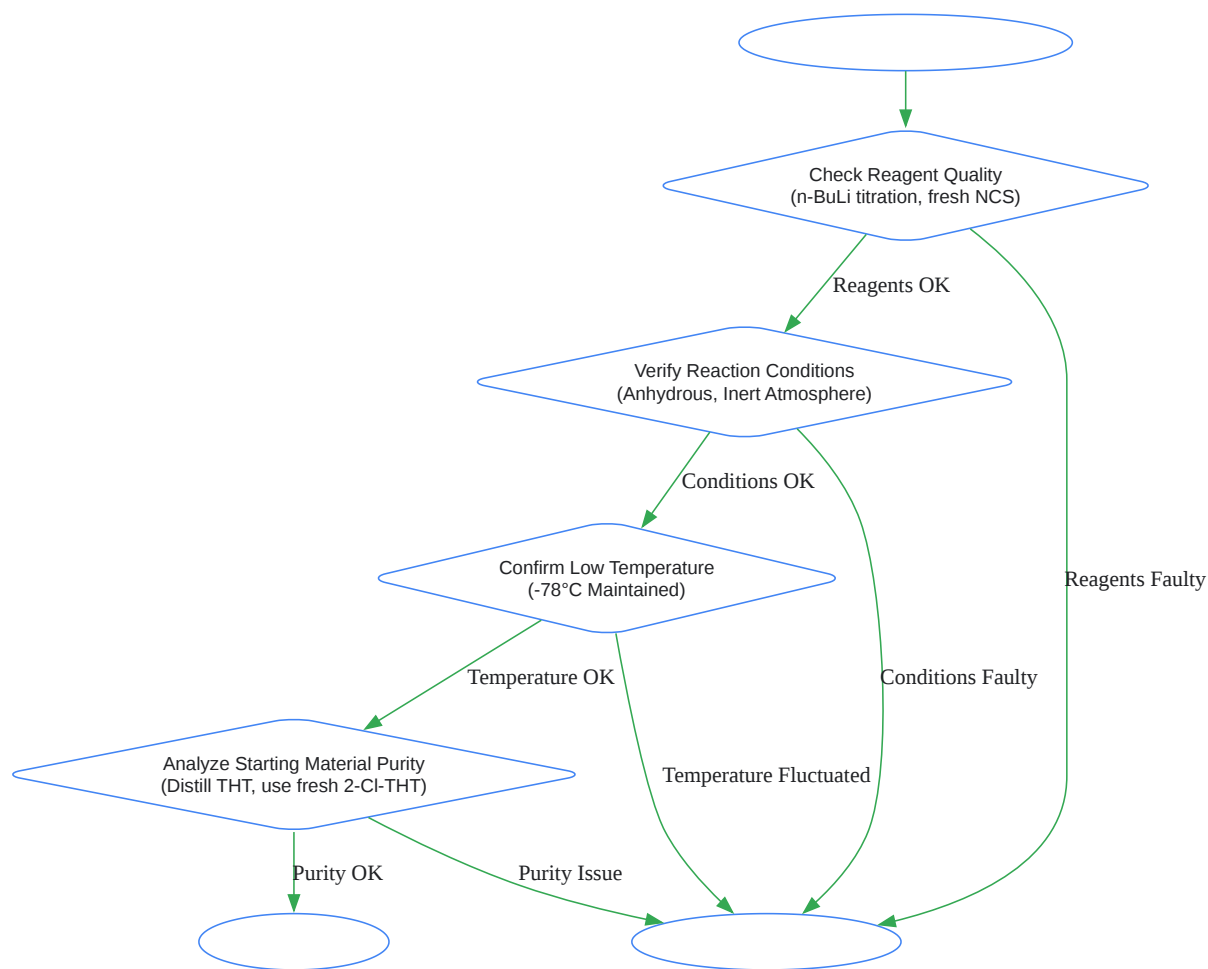 Check Reagent Quality
(n-BuLi titration, fresh NCS)
Reagents OK
Verify Reaction Conditions
(Anhydrous, Inert Atmosphere)
Conditions OK
Confirm Low Temperature
(-78°C Maintained)
Reagents Faulty
Temperature OK
Conditions Faulty
Analyze Starting Material Purity
(Distill THT, use fresh 2-Cl-THT)
Temperature Fluctuated
Purity OK
Purity Issue